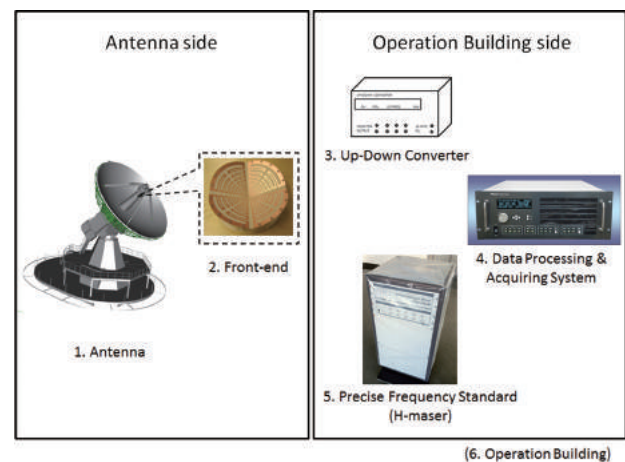 Antenna side
Operation Building side
3. Up-Down Converter
2. Front-end
4. Data Processing &
Acquiring System
1. Antenna
5. Precise Frequency Standard
(H-maser)
(6. Operation Building)